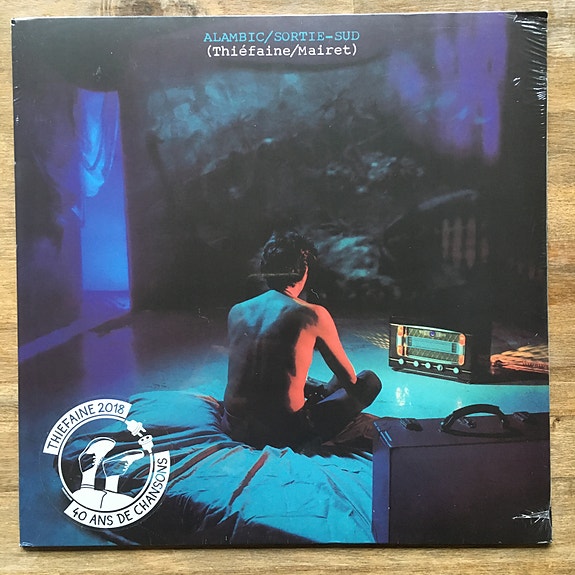 ALAMBIC/SORTIE-SUD
(Thiéfaine/Mairet)
THIEFAINE 2018
40 ANS DE CHANSONS